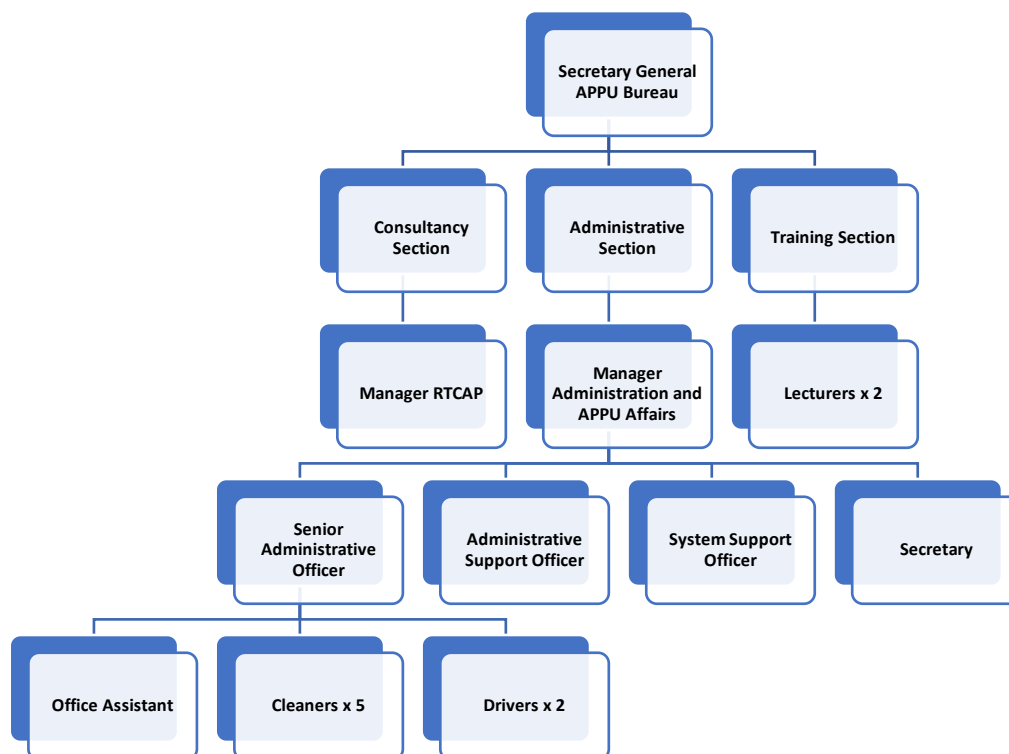 Secretary General
APPU Bureau
Consultancy
Section
Administrative
Section
Training Section
Manager RTCAP
Manager
Administration and
APPU Affairs
Lecturers x 2
Senior
Administrative
Officer
Administrative
Support Officer
System Support
Officer
Secretary
Office Assistant
Cleaners x 5
Drivers x 2